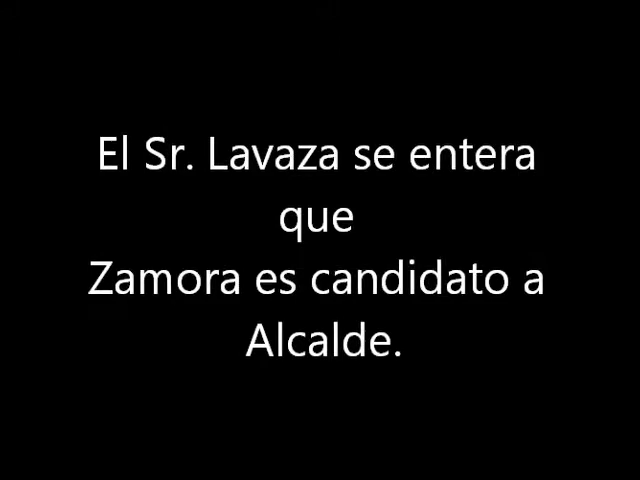 El Sr. Lavaza se entera
que
Zamora es candidato a
Alcalde.